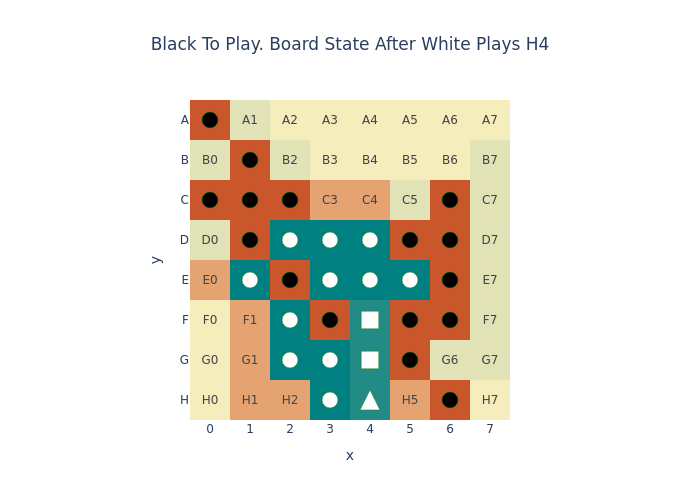 Black To Play. Board State After White Plays H4
A A1 A2 A3 A4 A5 A6 A7
B B0 B2 B3 B4 B5 B6 B7
C C3 C4 C5 C7
D D0 D7
E E0 E7
F F0 F1 F7
G G0 G1 G6 G7
H H0 H1 H2 H5 H7
0 1 2 3 4 5 6 7
x
y